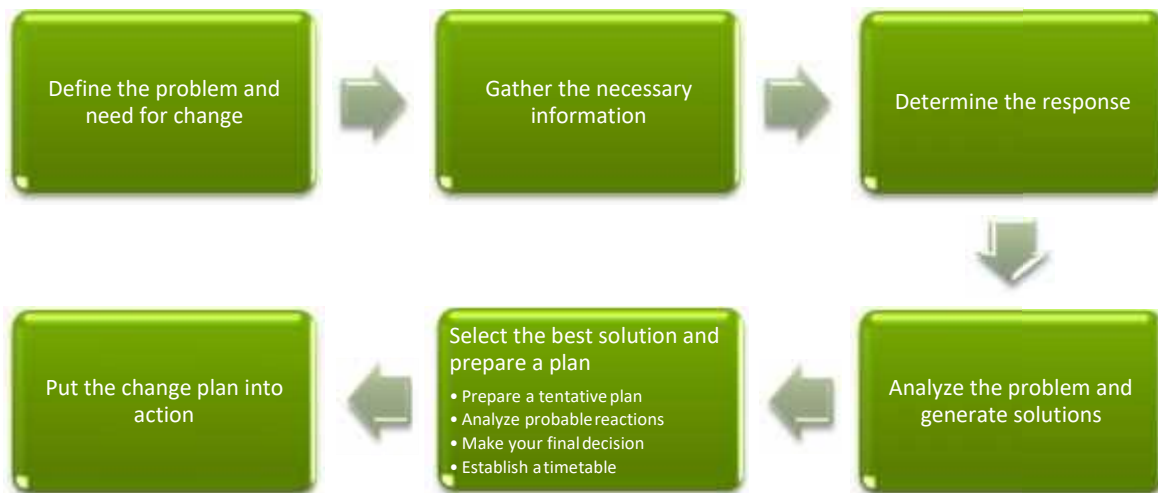 Define the problem and
need for change
Gather the necessary
information
Determine the response
Analyze the problem and
generate solutions
Select the best solution and
prepare a plan
• Prepare a tentative plan
• Analyze probable reactions
• Make your final decision
• Establish a timetable
Put the change plan into
action